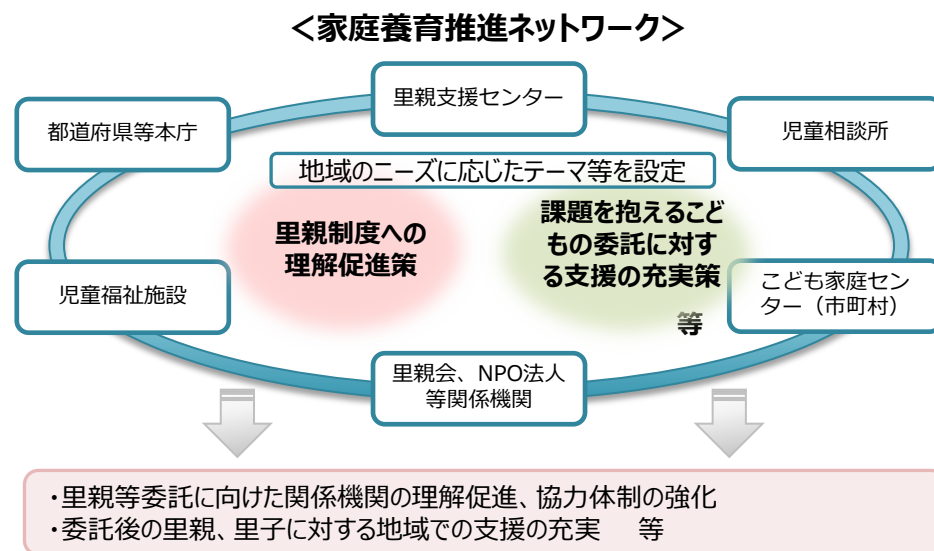 ＜家庭養育推進ネットワーク＞
里親支援センター
都道府県等本庁
児童相談所
地域のニーズに応じたテーマ等を設定
里親制度への
理解促進策
課題を抱えるこど
もの委託に対す
る支援の充実策
等
児童福祉施設
こども家庭セン
ター（市町村）
里親会、NPO法人
等関係機関
・里親等委託に向けた関係機関の理解促進、協力体制の強化
・委託後の里親、里子に対する地域での支援の充実　等